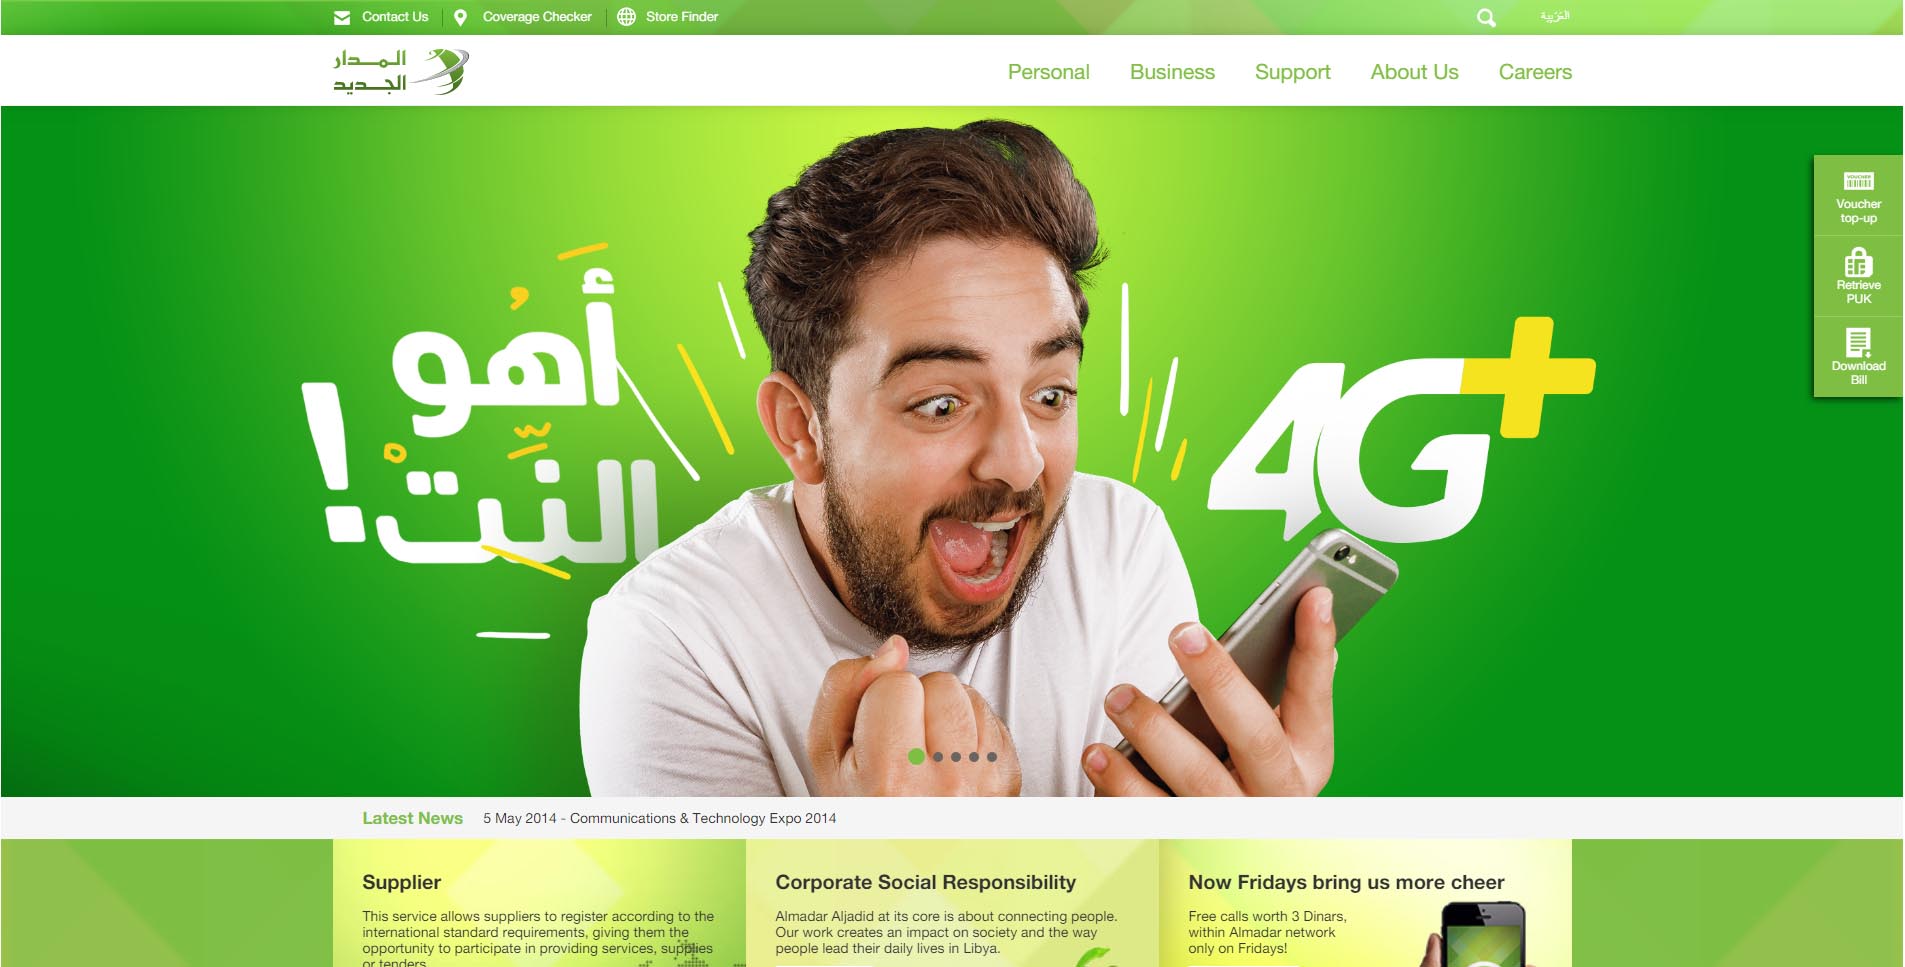 Contact Us
Coverage Checker
Store Finder
العَرَبِية
المدار
الجديد
Personal
Business
Support
About Us
Careers
أَهُو
النِّتْ!
4G+
VOUCHER
Voucher
top-up
Retrieve
PUK
Download
Bill
Latest News
5 May 2014 - Communications & Technology Expo 2014
Supplier
This service allows suppliers to register according to the
international standard requirements, giving them the
opportunity to participate in providing services, supplies
or tenders
Corporate Social Responsibility
Almadar Aljadid at its core is about connecting people.
Our work creates an impact on society and the way
people lead their daily lives in Libya.
Now Fridays bring us more cheer
Free calls worth 3 Dinars,
within Almadar network
only on Fridays!